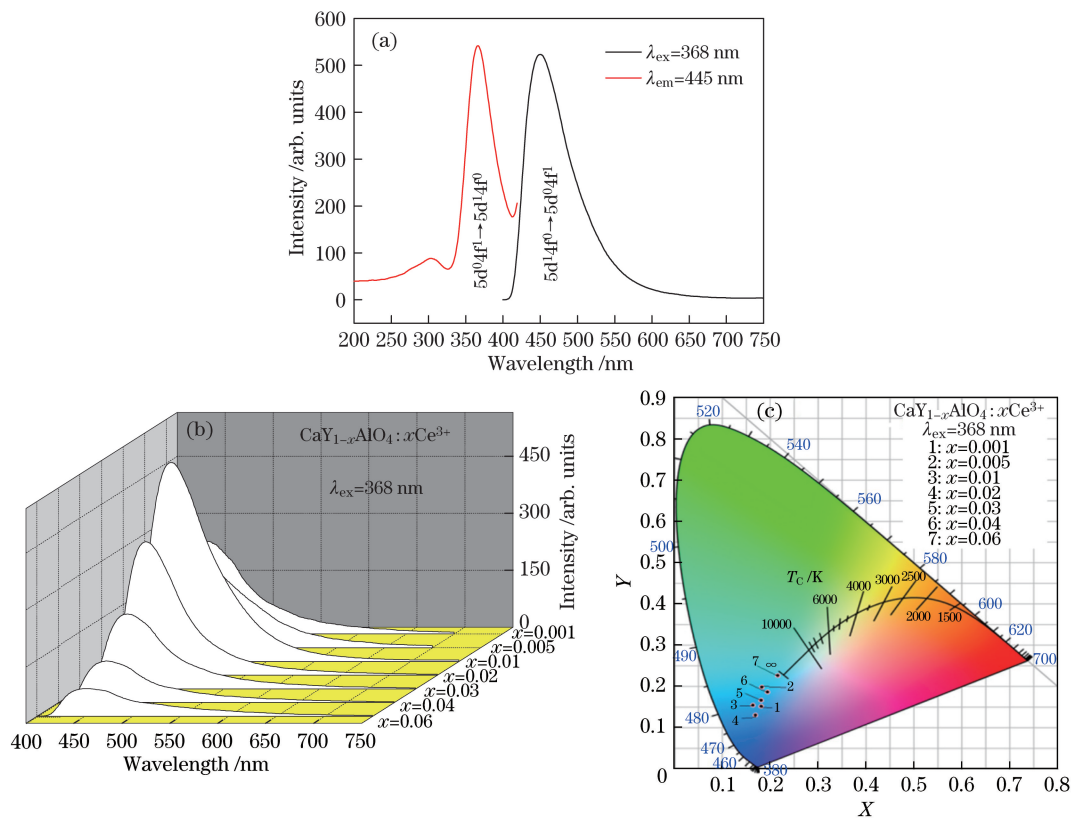 (a)
600
500
400
300
200
100
0
Intensity /arb. units
λex=368 nm
λem=445 nm
5d⁰4f¹→5d¹4f⁰
5d¹4f⁰→5d⁰4f¹
200 250 300 350 400 450 500 550 600 650 700 750
Wavelength /nm
(b)
CaY₁₋ₓAlO₄: xCe³⁺
λex=368 nm
450
300
150
0
Intensity /arb. units
x=0.001
x=0.005
x=0.01
x=0.02
x=0.03
x=0.04
x=0.06
400 450 500 550 600 650 700 750
Wavelength /nm
(c)
CaY₁₋ₓAlO₄: xCe³⁺
λex=368 nm
1: x=0.001
2: x=0.005
3: x=0.01
4: x=0.02
5: x=0.03
6: x=0.04
7: x=0.06
0.9
0.8
0.7
0.6
0.5
0.4
0.3
0.2
0.1
0
Y
520
540
560
500
580
600
620
700
490
480
470
460
380
TC /K
10000
6000
4000
3000
2500
2000
1500
∞
7
6
2
5
3
1
4
0.1 0.2 0.3 0.4 0.5 0.6 0.7 0.8
X